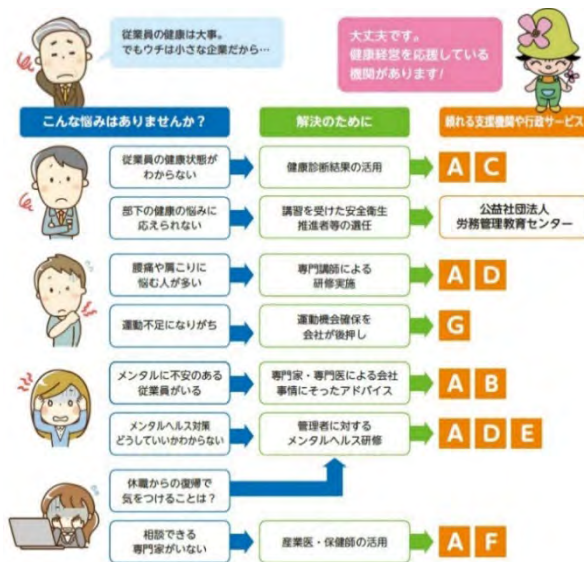 従業員の健康は大事。
でもウチは小さな企業だから…
大丈夫です。
健康経営を応援している
機関があります!
こんな悩みはありませんか?
解決のために
頼れる支援機関や行政サービス
従業員の健康状態が
わからない
健康診断結果の活用
A C
部下の健康の悩みに
応えられない
講習を受けた安全衛生
推進者等の選任
公益社団法人
労務管理教育センター
腰痛や肩こりに
悩む人が多い
専門講師による
研修実施
A D
運動不足になりがち
運動機会確保を
会社が後押し
G
メンタルに不安のある
従業員がいる
専門家・専門医による会社
事情にそったアドバイス
A B
メンタルヘルス対策
どうしていいかわからない
管理者に対する
メンタルヘルス研修
A D E
休職からの復帰で
気をつけることは?
相談できる
専門家がいない
産業医・保健師の活用
A F